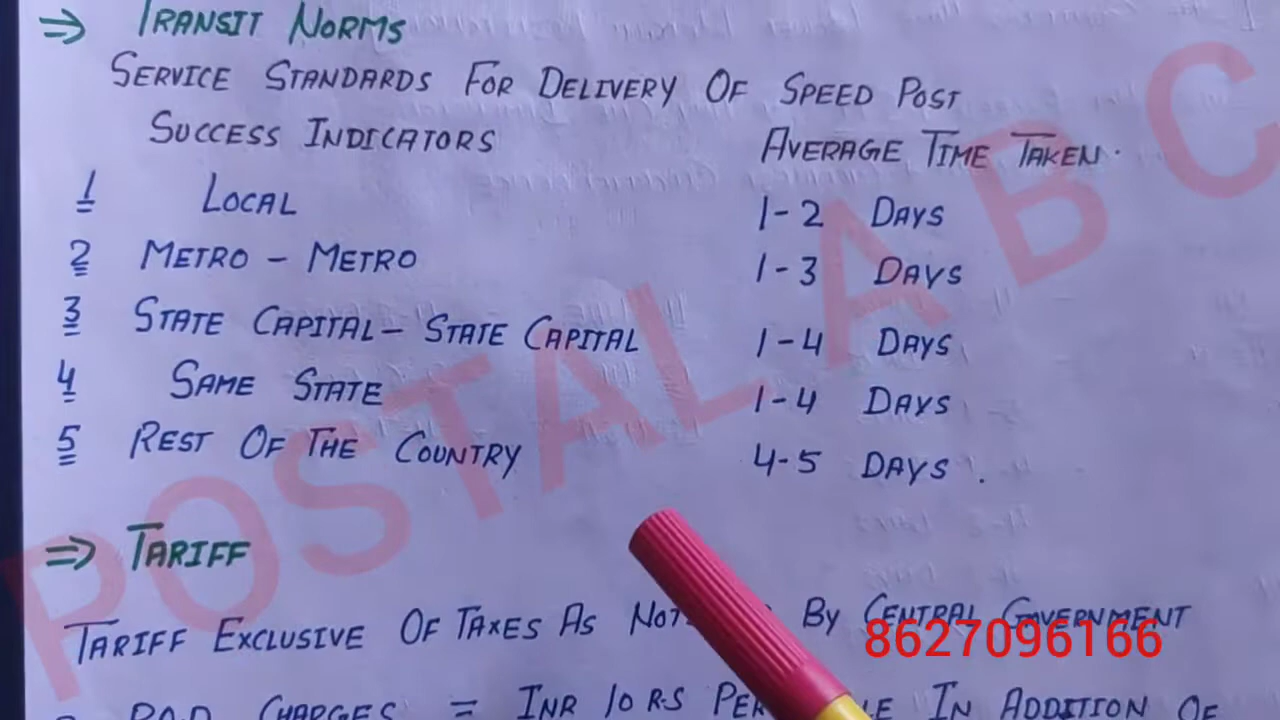 ⇒ TRANSIT NORMS
SERVICE STANDARDS FOR DELIVERY OF SPEED POST
SUCCESS INDICATORS AVERAGE TIME TAKEN.
1 LOCAL 1-2 DAYS
2 METRO - METRO 1-3 DAYS
3 STATE CAPITAL - STATE CAPITAL 1-4 DAYS
4 SAME STATE 1-4 DAYS
5 REST OF THE COUNTRY 4-5 DAYS.
⇒ TARIFF
TARIFF EXCLUSIVE OF TAXES AS BY CENTRAL GOVERNMENT
8627096166
CHARGES = INR 10 RS PER IN ADDITION OF
POSTAL ABC